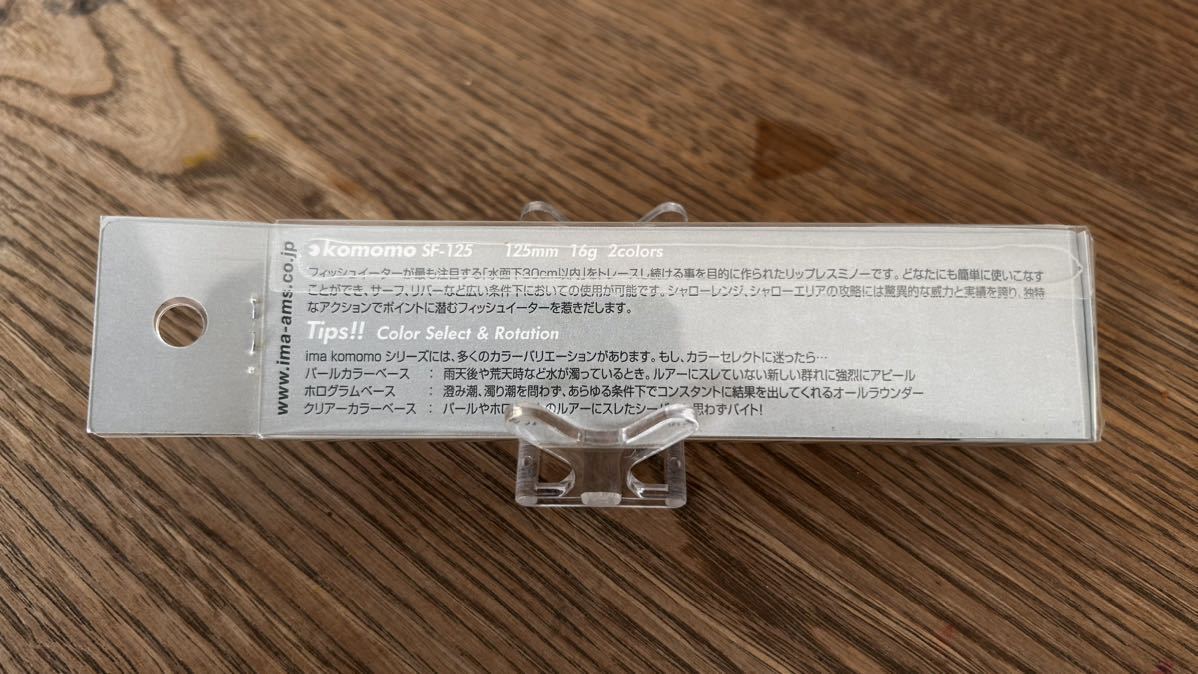 komomo SF-125 125mm 16g 2colors
フィッシュイーターが最も注目する「水面下30cm以内」をトレースし続ける事を目的に作られたリップレスミノーです。どなたにも簡単に使いこなす
ことができ、サーフ、リバーなど広い条件下においての使用が可能です。シャローレンジ、シャローエリアの攻略には驚異的な威力と実績を誇り、独特
なアクションでポイントに潜むフィッシュイーターを惹きだします。
Tips!! Color Select & Rotation
ima komomo シリーズには、多くのカラーバリエーションがあります。もし、カラーセレクトに迷ったら…
パールカラーベース : 雨天後や荒天時など水が濁っているとき。ルアーにスレていない新しい群れに強烈にアピール
ホログラムベース : 澄み潮、濁り潮を問わず、あらゆる条件下でコンスタントに結果を出してくれるオールラウンダー
クリアーカラーベース : パールやホロ のルアーにスレたシー 思わずバイト!
www.ima-ams.co.jp